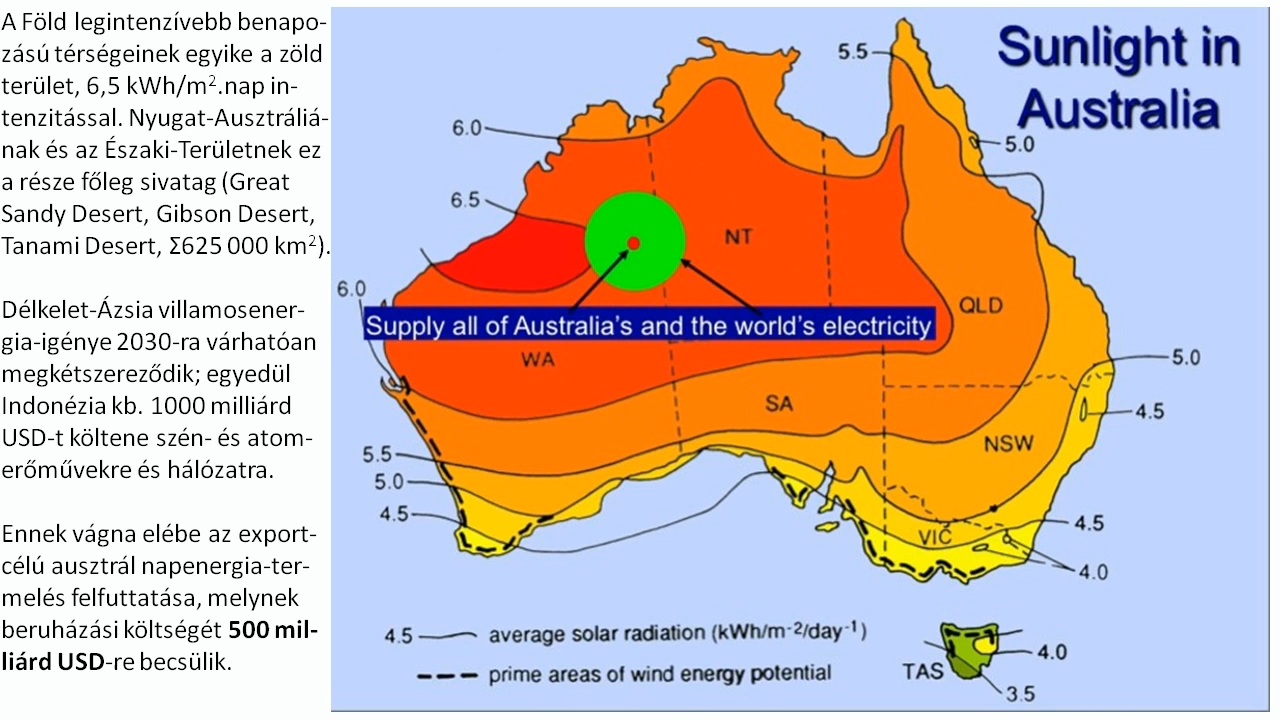 A Föld legintenzívebb benapo-
zású térségeinek egyike a zöld
terület, 6,5 kWh/m².nap in-
tenzitással. Nyugat-Ausztráliá-
nak és az Északi-Területnek ez
a része főleg sivatag (Great
Sandy Desert, Gibson Desert,
Tanami Desert, Σ625 000 km²).
Délkelet-Ázsia villamosener-
gia-igénye 2030-ra várhatóan
megkétszereződik; egyedül
Indonézia kb. 1000 milliárd
USD-t költene szén- és atom-
erőművekre és hálózatra.
Ennek vágna elébe az export-
célú ausztrál napenergia-ter-
melés felfuttatása, melynek
beruházási költségét 500 mil-
liárd USD-re becsülik.
Sunlight in
Australia
5.5
6.0
5.0
6.5
NT
6.0
QLD
Supply all of Australia's and the world's electricity
WA
5.0
SA
4.5
NSW
5.5
5.0
4.5
4.5
VIC
4.0
4.5 average solar radiation (kWh/m⁻²/day⁻¹)
prime areas of wind energy potential
TAS
4.0
3.5